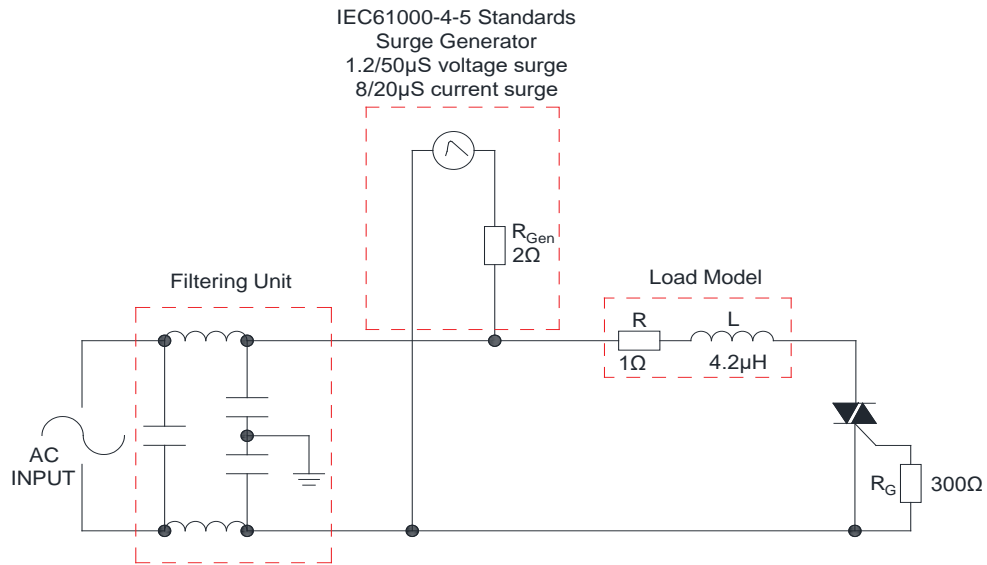 IEC61000-4-5 Standards
Surge Generator
1.2/50µS voltage surge
8/20µS current surge
RGen
2Ω
Filtering Unit
Load Model
R
L
1Ω
4.2µH
AC
INPUT
RG
300Ω